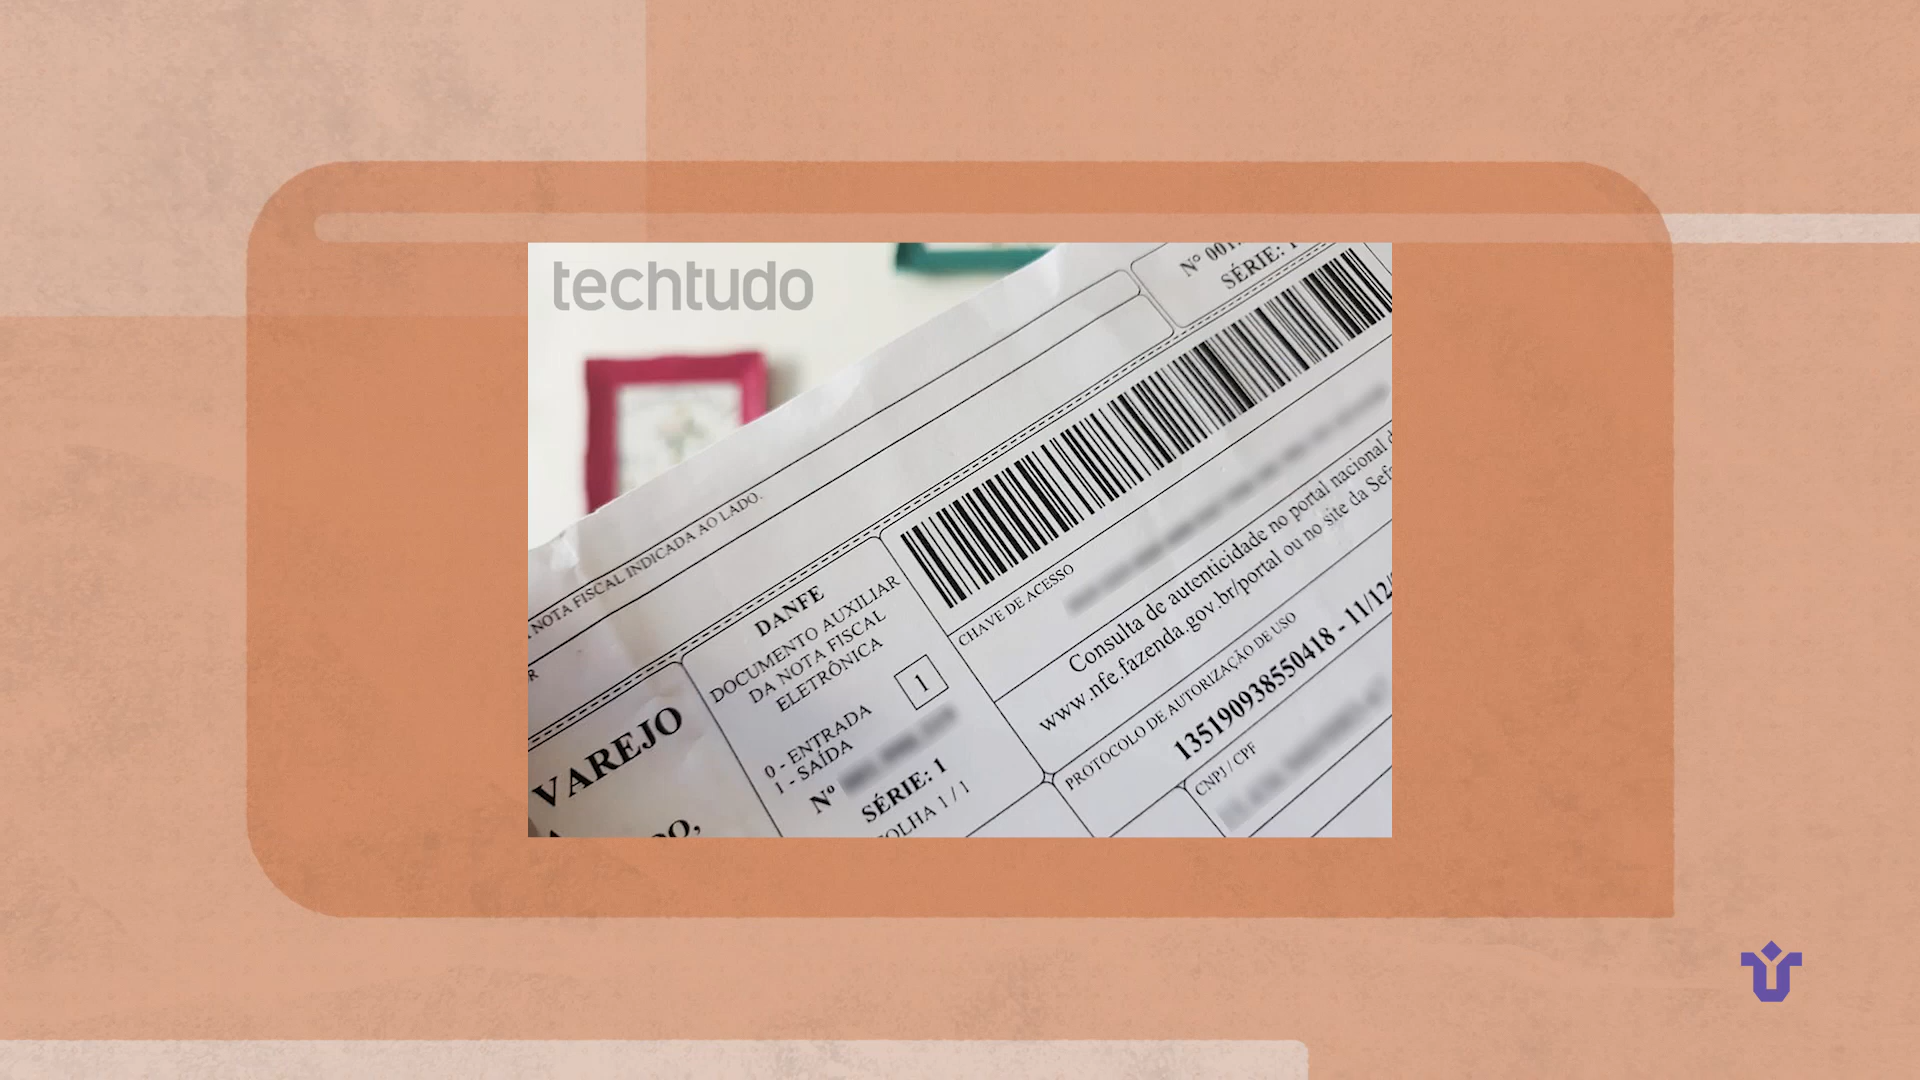 techtudo
Nº 001.
SÉRIE: 1
NOTA FISCAL INDICADA AO LADO.
DANFE
DOCUMENTO AUXILIAR
DA NOTA FISCAL
ELETRÔNICA
0 - ENTRADA
1 - SAÍDA
1
Nº
SÉRIE: 1
FOLHA 1 / 1
VAREJO
CHAVE DE ACESSO
Consulta de autenticidade no portal nacional d
www.nfe.fazenda.gov.br/portal ou no site da Sef
PROTOCOLO DE AUTORIZAÇÃO DE USO
135190938550418 - 11/12/
CNPJ / CPF